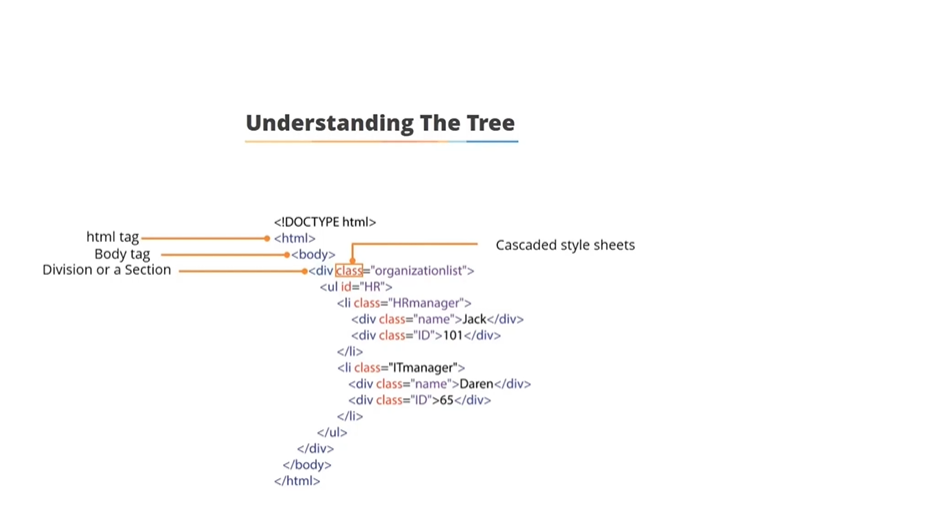 Understanding The Tree
<!DOCTYPE html>
html tag
<html>
Body tag
<body>
Cascaded style sheets
Division or a Section
<div class="organizationlist">
<ul id="HR">
<li class="HRmanager">
<div class="name">Jack</div>
<div class="ID">101</div>
</li>
<li class="ITmanager">
<div class="name">Daren</div>
<div class="ID">65</div>
</li>
</ul>
</div>
</body>
</html>